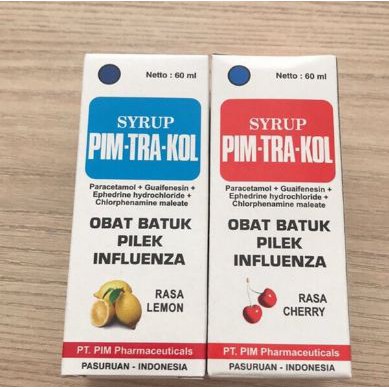 Netto : 60 ml
SYRUP
PIM-TRA-KOL
Paracetamol + Guaifenesin +
Ephedrine hydrochloride +
Chlorphenamine maleate
OBAT BATUK
PILEK
INFLUENZA
RASA
LEMON
PT. PIM Pharmaceuticals
PASURUAN - INDONESIA
Netto : 60 ml
SYRUP
PIM-TRA-KOL
Paracetamol + Guaifenesin +
Ephedrine hydrochloride +
Chlorphenamine maleate
OBAT BATUK
PILEK
INFLUENZA
RASA
CHERRY
PT. PIM Pharmaceuticals
PASURUAN - INDONESIA